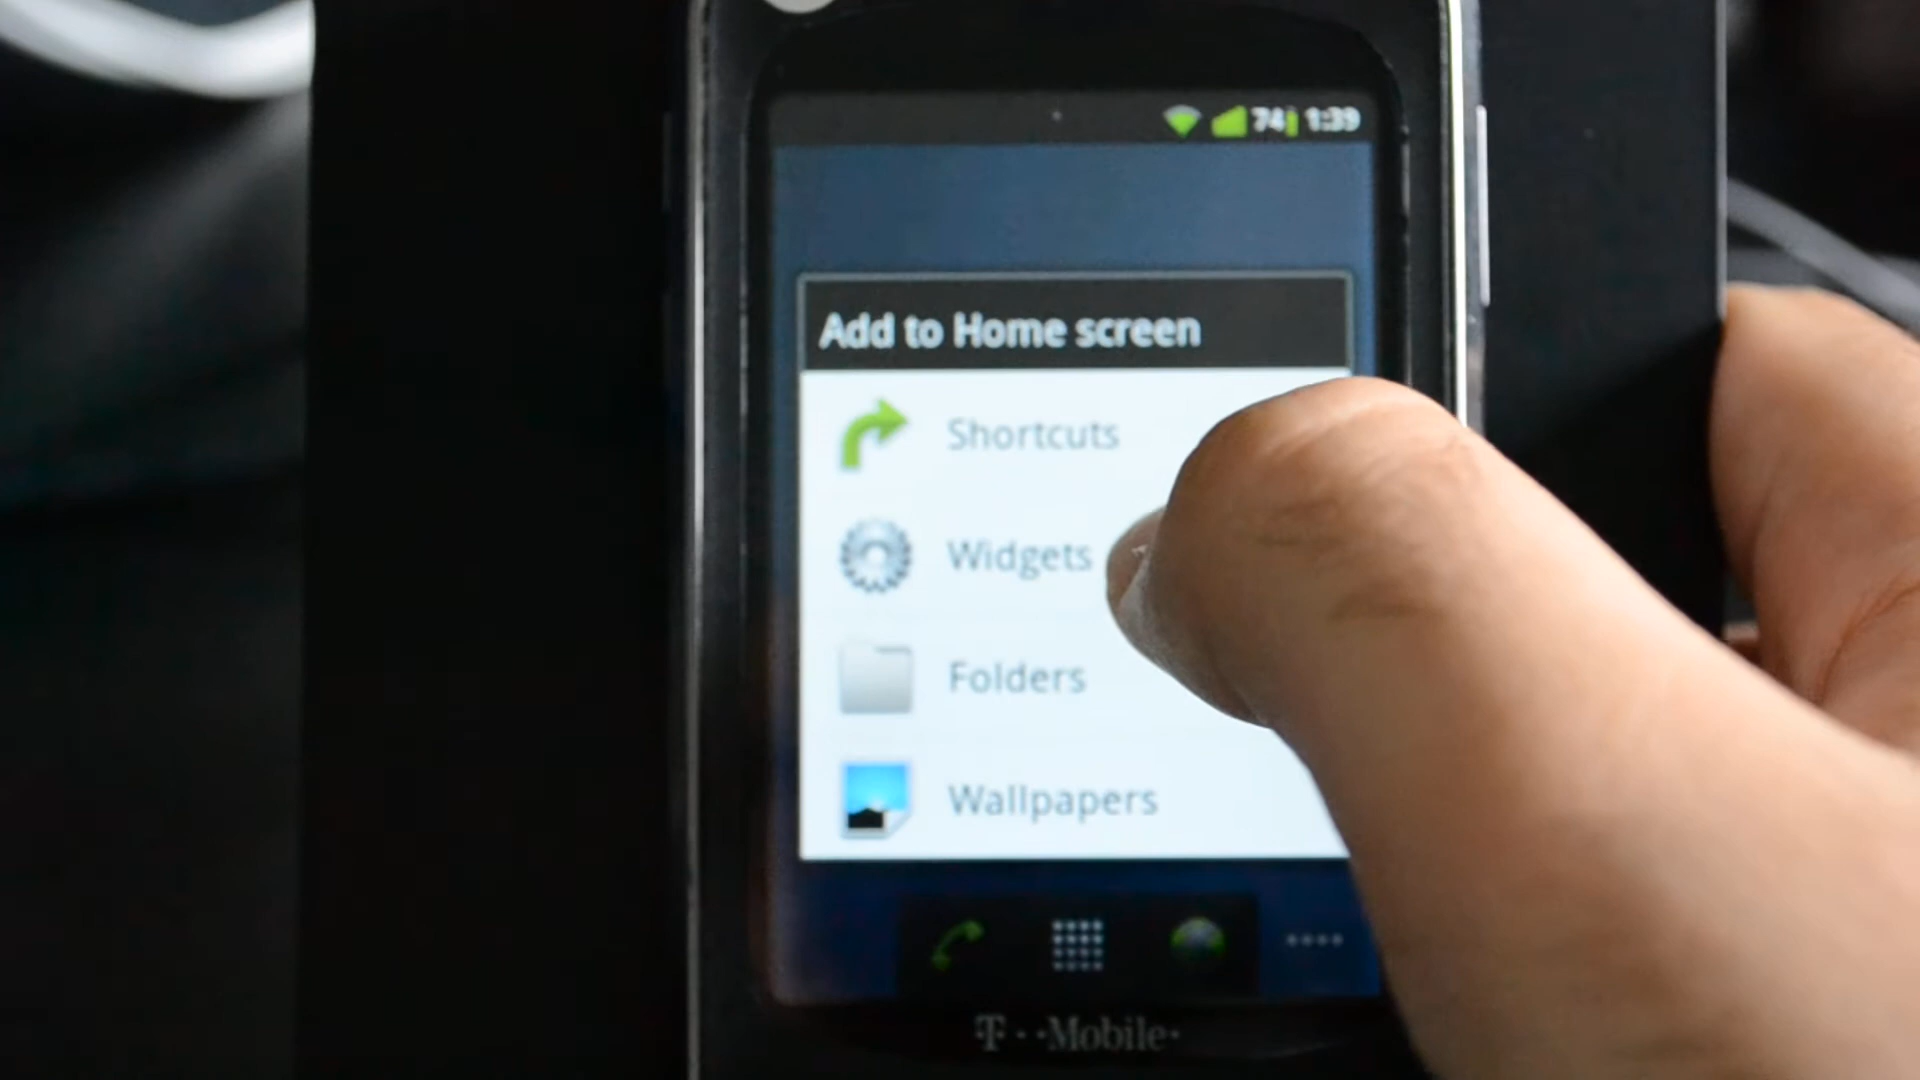 74 1:39
Add to Home screen
Shortcuts
Widgets
Folders
Wallpapers
T··Mobile·